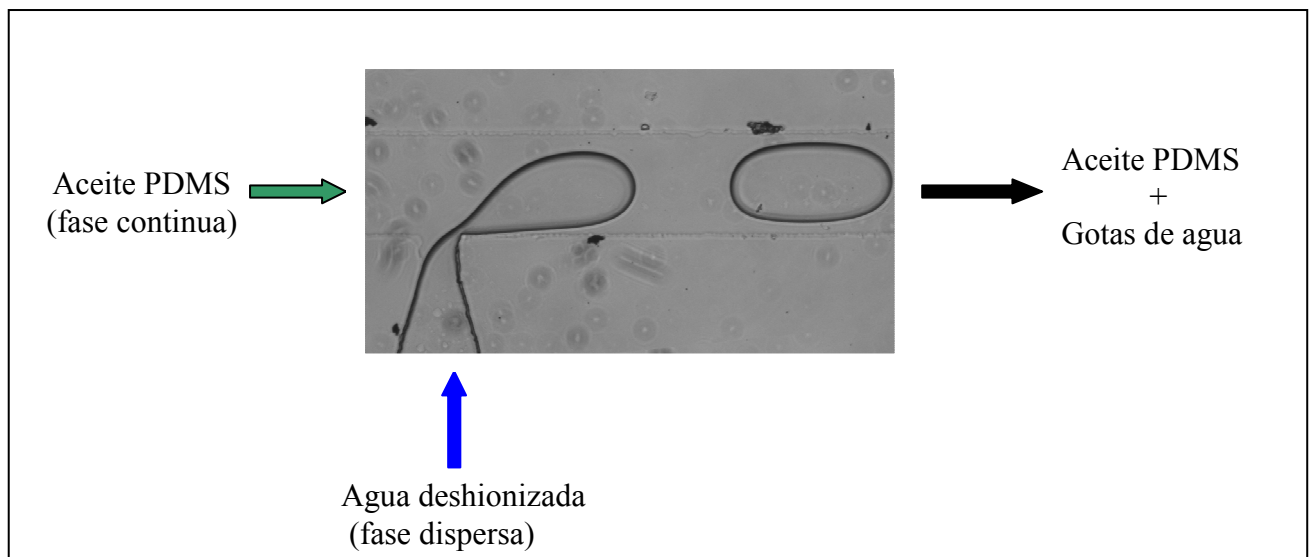 Aceite PDMS
(fase continua)
Aceite PDMS
+
Gotas de agua
Agua deshionizada
(fase dispersa)